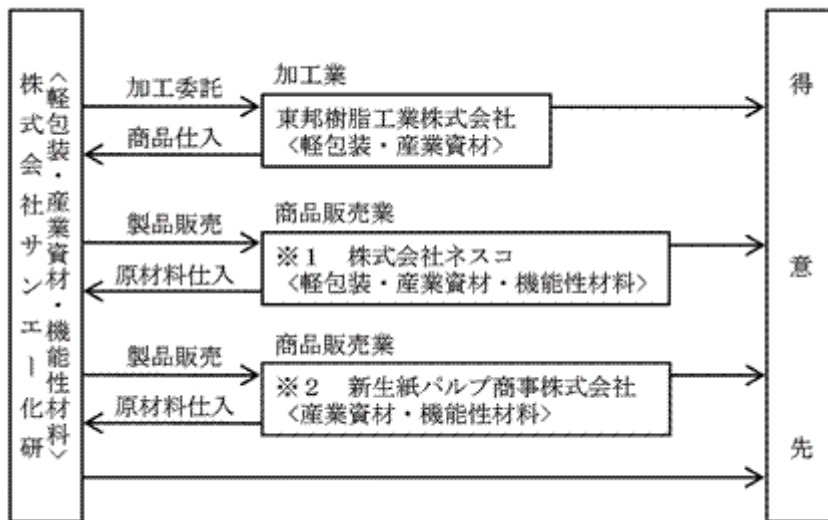 株式会社サンエー化研
〈軽包装・産業資材・機能性材料〉
加工委託
商品仕入
加工業
東邦樹脂工業株式会社
〈軽包装・産業資材〉
製品販売
原材料仕入
商品販売業
※1 株式会社ネスコ
〈軽包装・産業資材・機能性材料〉
製品販売
原材料仕入
商品販売業
※2 新生紙パルプ商事株式会社
〈産業資材・機能性材料〉
得意先